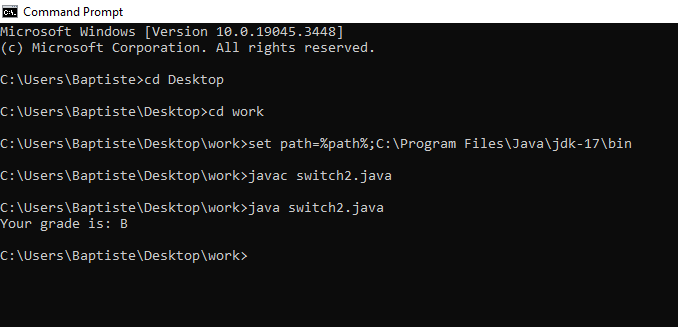 Command Prompt
Microsoft Windows [Version 10.0.19045.3448]
(c) Microsoft Corporation. All rights reserved.
C:\Users\Baptiste>cd Desktop
C:\Users\Baptiste\Desktop>cd work
C:\Users\Baptiste\Desktop\work>set path=%path%;C:\Program Files\Java\jdk-17\bin
C:\Users\Baptiste\Desktop\work>javac switch2.java
C:\Users\Baptiste\Desktop\work>java switch2.java
Your grade is: B
C:\Users\Baptiste\Desktop\work>